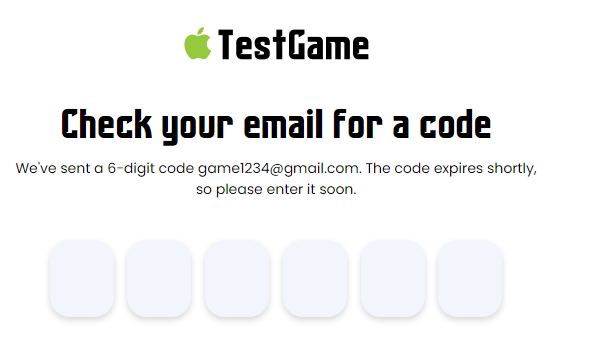 TestGame
Check your email for a code
We've sent a 6-digit code game1234@gmail.com. The code expires shortly,
so please enter it soon.